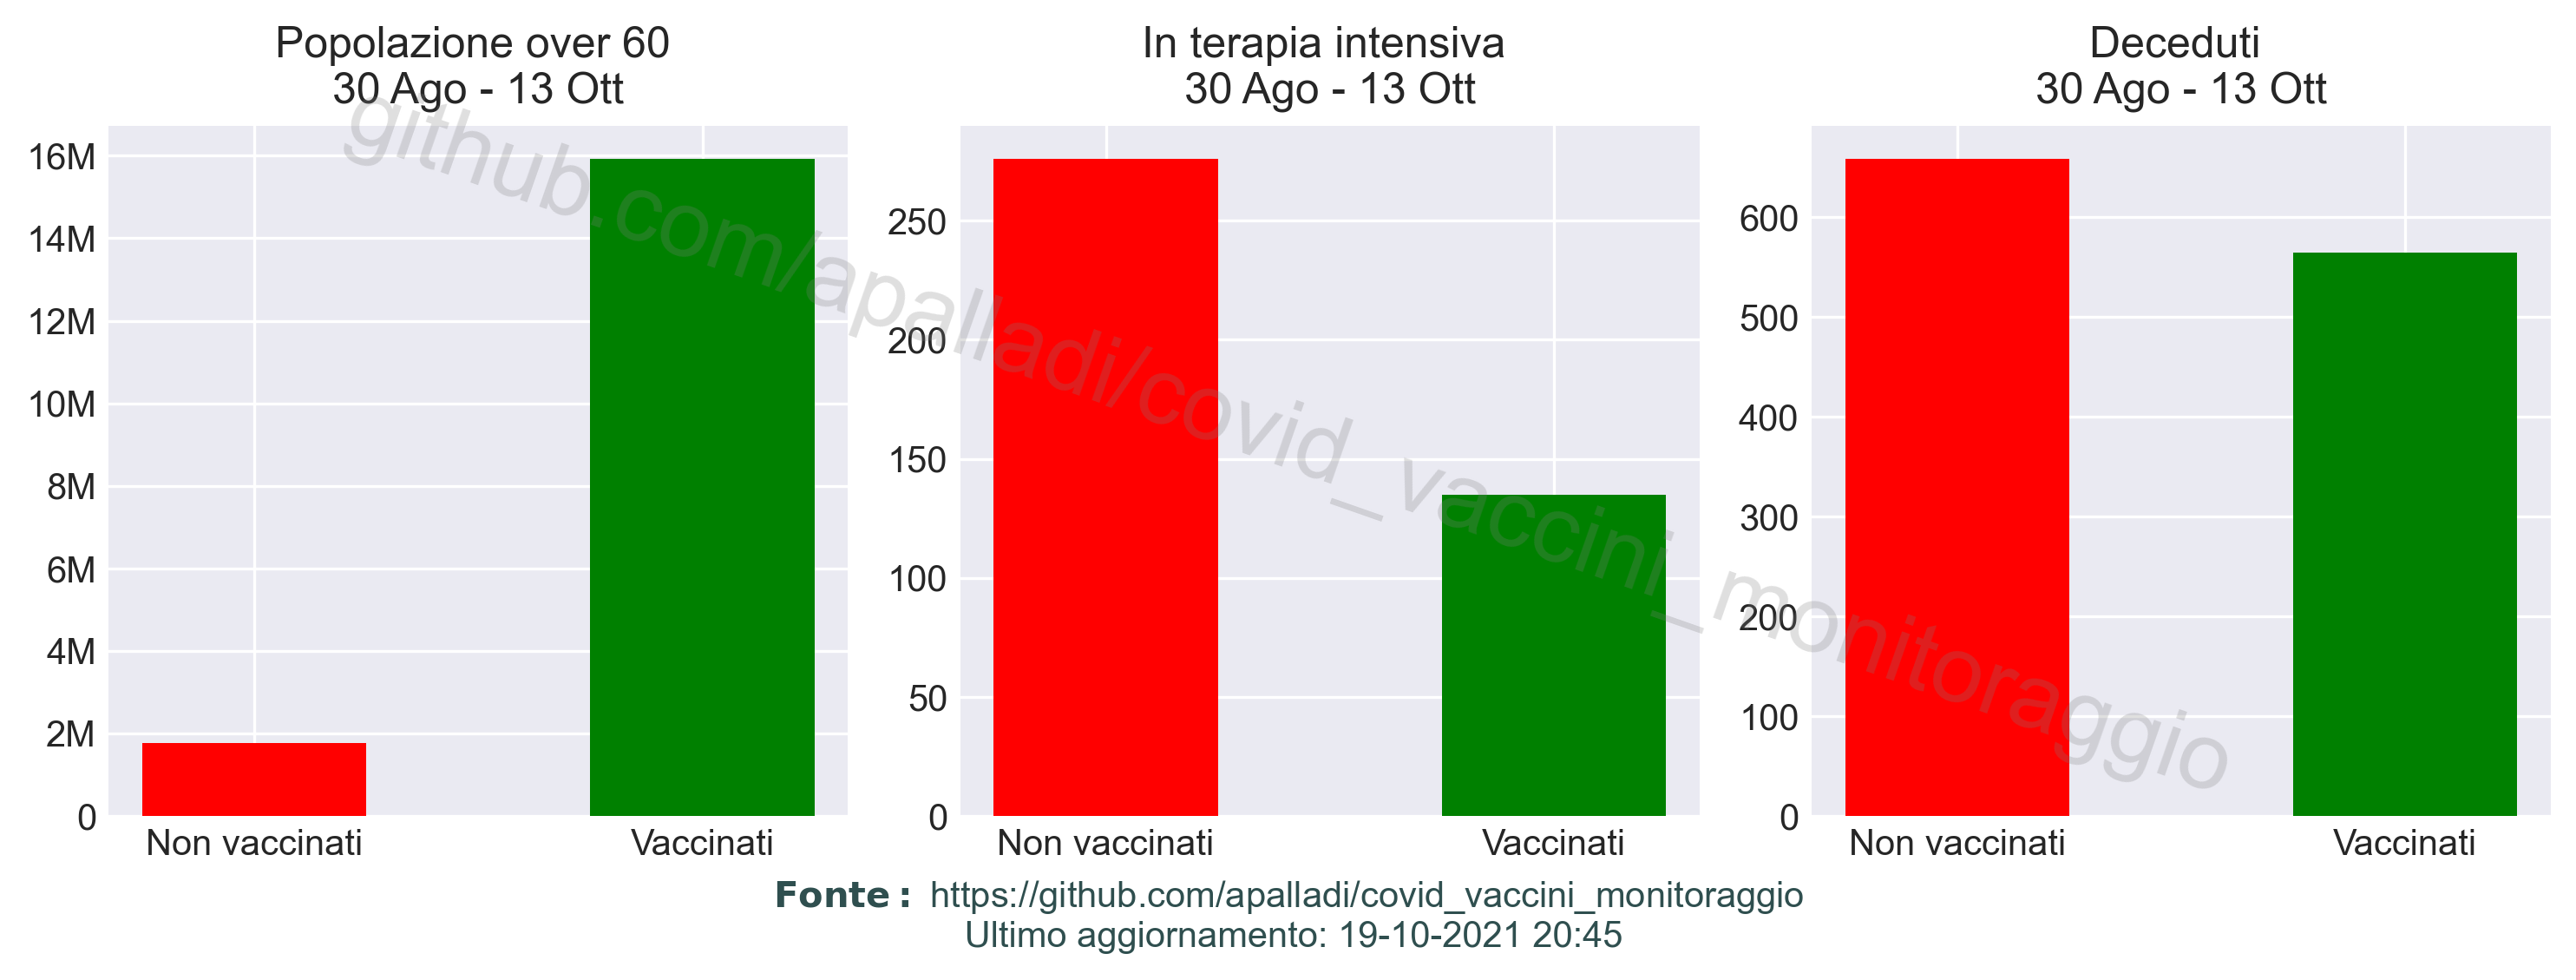 Popolazione over 60
30 Ago - 13 Ott
In terapia intensiva
30 Ago - 13 Ott
Deceduti
30 Ago - 13 Ott
16M
14M
12M
10M
8M
6M
4M
2M
0
Non vaccinati
Vaccinati
250
200
150
100
50
0
Non vaccinati
Vaccinati
600
500
400
300
200
100
0
Non vaccinati
Vaccinati
github.com/apalladi/covid_vaccini_monitoraggio
Fonte: https://github.com/apalladi/covid_vaccini_monitoraggio
Ultimo aggiornamento: 19-10-2021 20:45